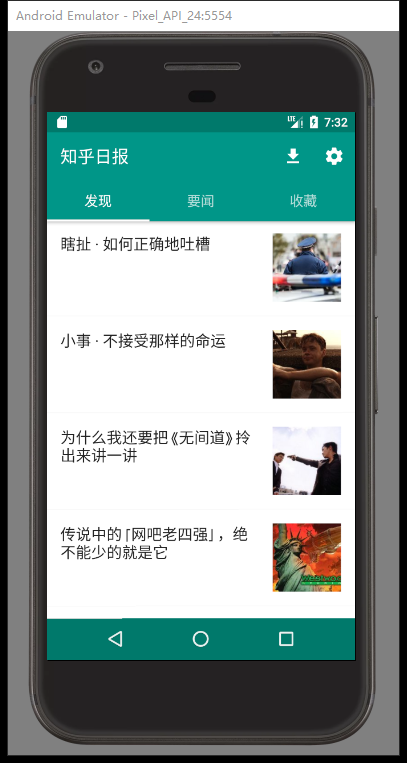 Android Emulator - Pixel_API_24:5554
LTE 7:32
知乎日报
发现 要闻 收藏
瞎扯 · 如何正确地吐槽
小事 · 不接受那样的命运
为什么我还要把《无间道》拎
出来讲一讲
传说中的「网吧老四强」，绝
不能少的就是它